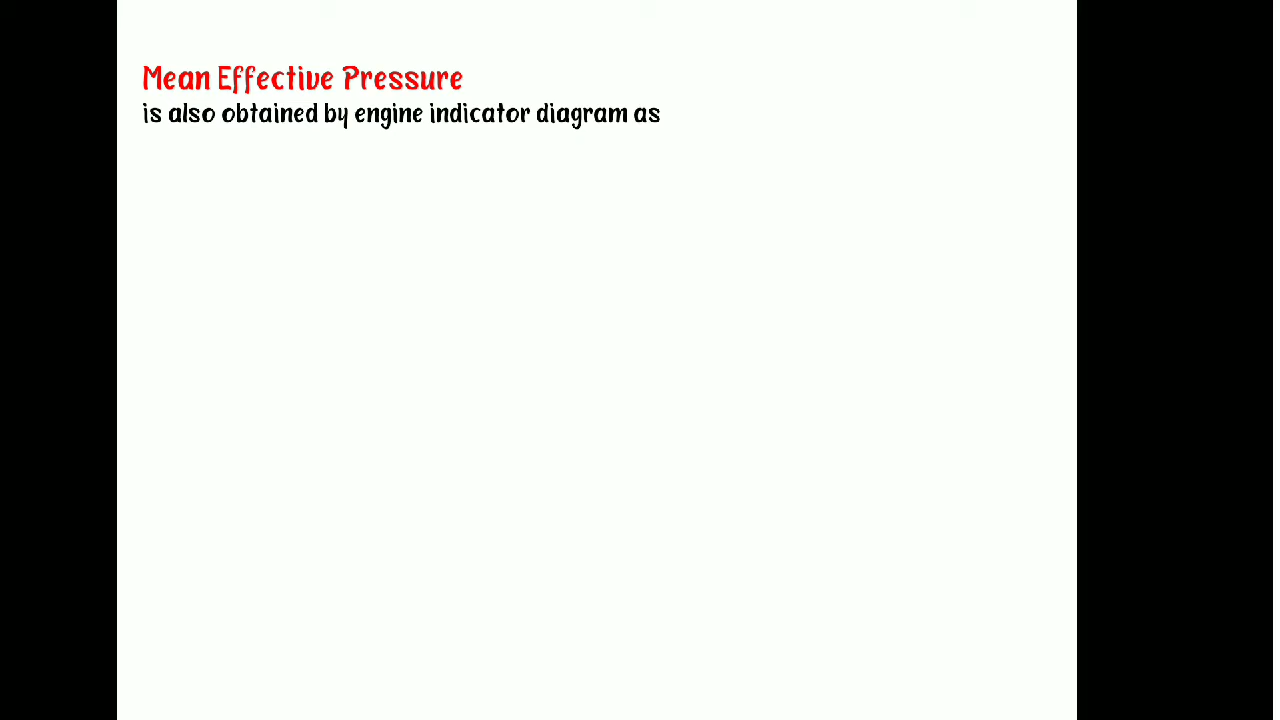 Mean Effective Pressure
is also obtained by engine indicator diagram as